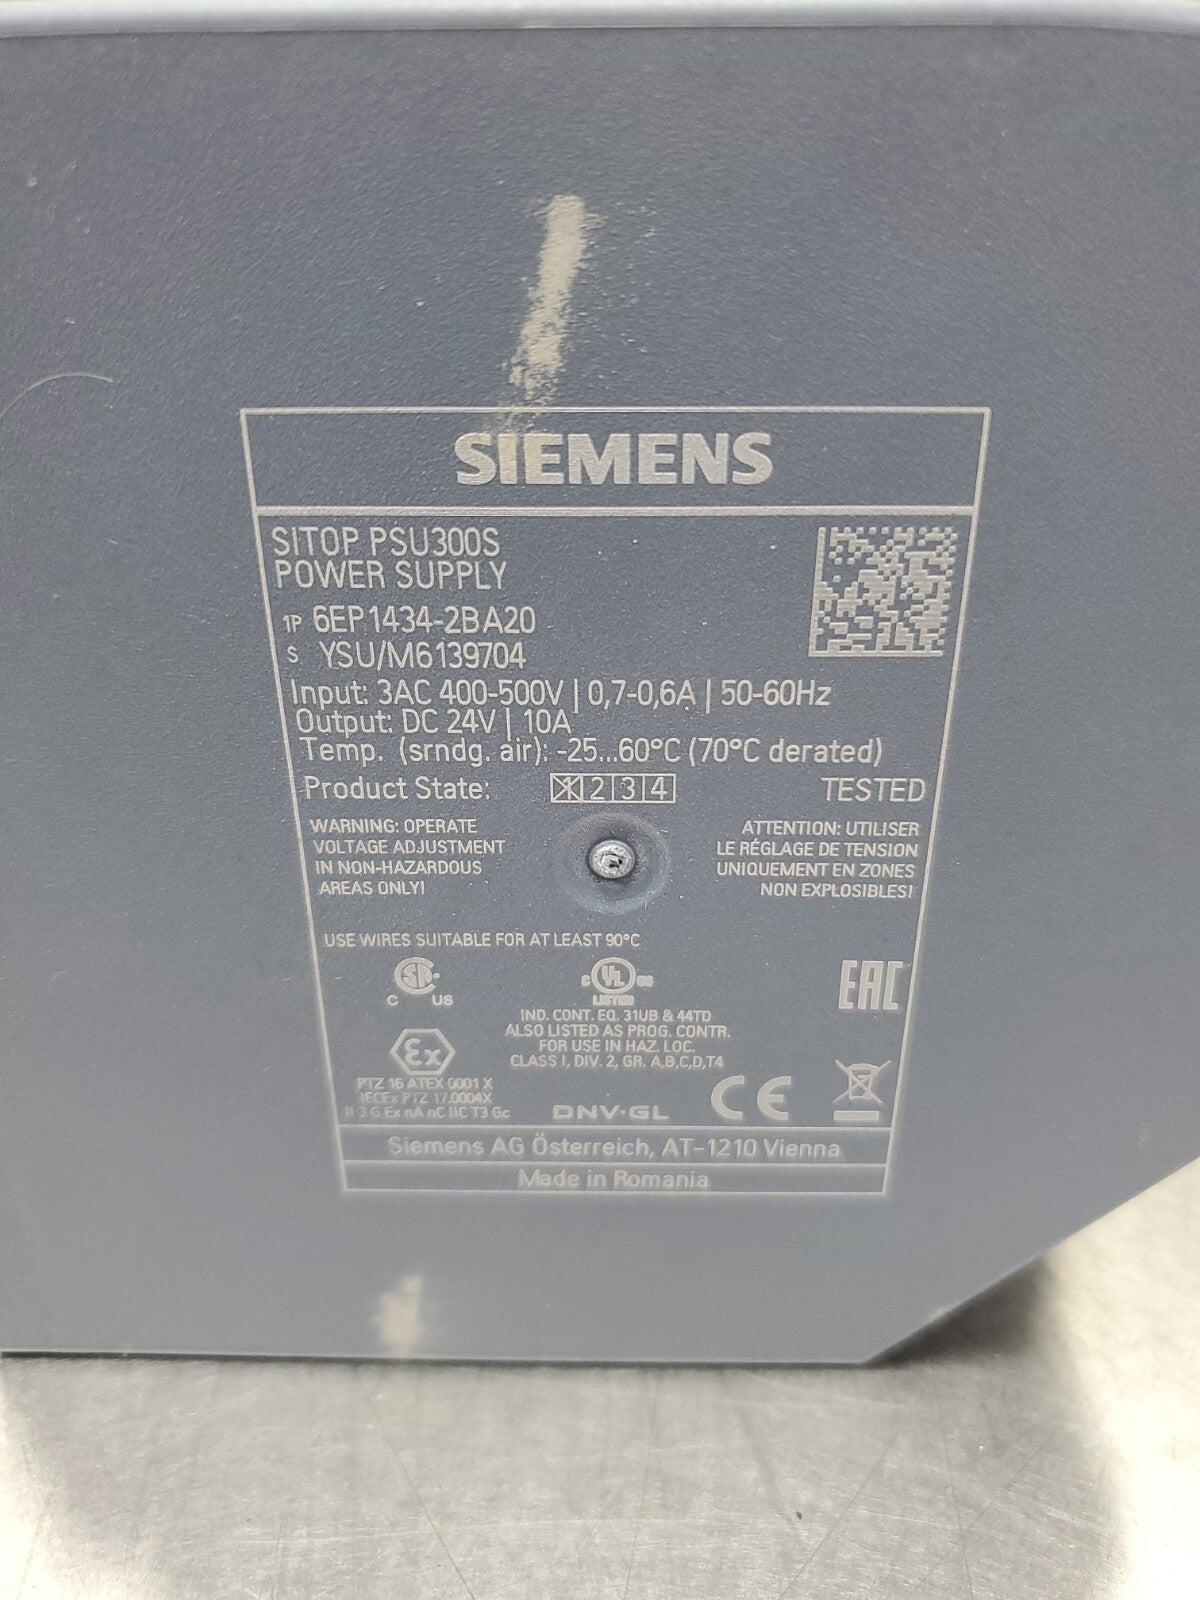 SIEMENS
SITOP PSU300S
POWER SUPPLY
1P 6EP1434-2BA20
S YSU/M6139704
Input: 3AC 400-500V | 0,7-0,6A | 50-60Hz
Output: DC 24V | 10A
Temp. (srndg. air): -25...60°C (70°C derated)
Product State: 1 2 3 4 TESTED
WARNING: OPERATE
VOLTAGE ADJUSTMENT
IN NON-HAZARDOUS
AREAS ONLY!
ATTENTION: UTILISER
LE RÉGLAGE DE TENSION
UNIQUEMENT EN ZONES
NON EXPLOSIBLES!
USE WIRES SUITABLE FOR AT LEAST 90°C
SA
C US
C UL US
LISTED
IND. CONT. EQ. 31UB & 44TD
ALSO LISTED AS PROG. CONTR.
FOR USE IN HAZ. LOC.
CLASS I, DIV. 2, GR. A,B,C,D,T4
EAC
Ex
PTZ 16 ATEX 0001 X
IECEx PTZ 17.0004X
II 3 G Ex nA nC IIC T3 Gc
DNV·GL
CE
Siemens AG Österreich, AT-1210 Vienna
Made in Romania